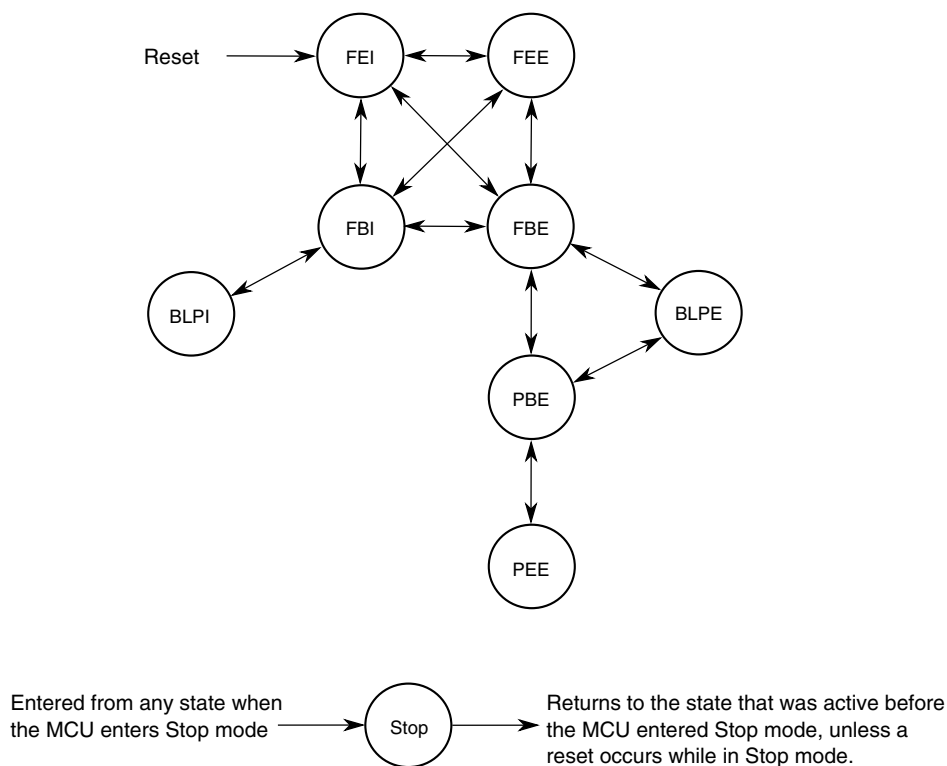 Reset
FEI
FEE
FBI
FBE
BLPI
BLPE
PBE
PEE
Entered from any state when
the MCU enters Stop mode
Stop
Returns to the state that was active before
the MCU entered Stop mode, unless a
reset occurs while in Stop mode.